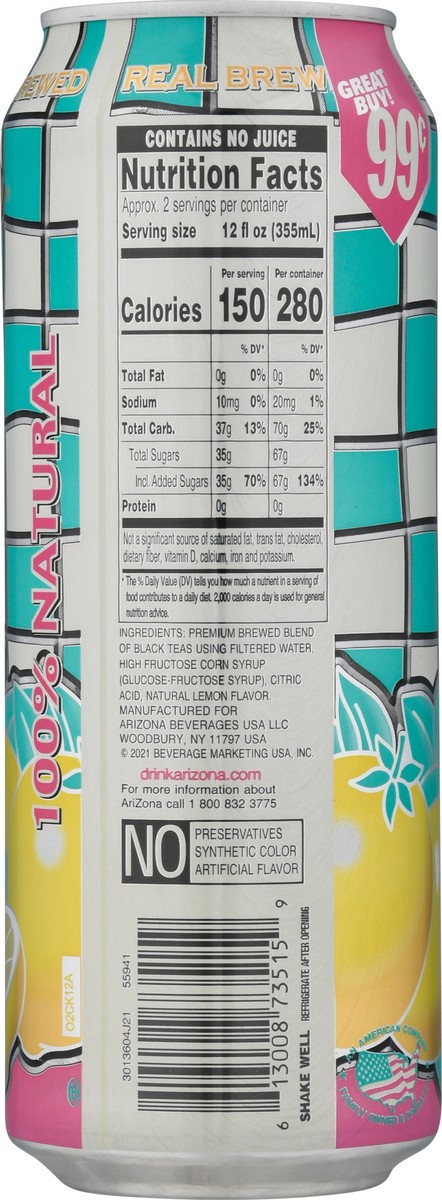 REWED
REAL BREW
GREAT
BUY!
99¢
100% NATURAL
CONTAINS NO JUICE
Nutrition Facts
Approx. 2 servings per container
Serving size 12 fl oz (355mL)
Per serving Per container
Calories 150 280
% DV* % DV*
Total Fat 0g 0% 0g 0%
Sodium 10mg 0% 20mg 1%
Total Carb. 37g 13% 70g 25%
Total Sugars 35g 67g
Incl. Added Sugars 35g 70% 67g 134%
Protein 0g 0g
Not a significant source of saturated fat, trans fat, cholesterol,
dietary fiber, vitamin D, calcium, iron and potassium.
* The % Daily Value (DV) tells you how much a nutrient in a serving of
food contributes to a daily diet. 2,000 calories a day is used for general
nutrition advice.
INGREDIENTS: PREMIUM BREWED BLEND
OF BLACK TEAS USING FILTERED WATER,
HIGH FRUCTOSE CORN SYRUP
(GLUCOSE-FRUCTOSE SYRUP), CITRIC
ACID, NATURAL LEMON FLAVOR.
MANUFACTURED FOR
ARIZONA BEVERAGES USA LLC
WOODBURY, NY 11797 USA
© 2021 BEVERAGE MARKETING USA, INC.
drinkarizona.com
For more information about
AriZona call 1 800 832 3775
NO
PRESERVATIVES
SYNTHETIC COLOR
ARTIFICIAL FLAVOR
O2CK12A
3013604J21 55941
6 13008 73515 9
SHAKE WELL REFRIGERATE AFTER OPENING
AN AMERICAN COMPANY
FAMILY OWNED &